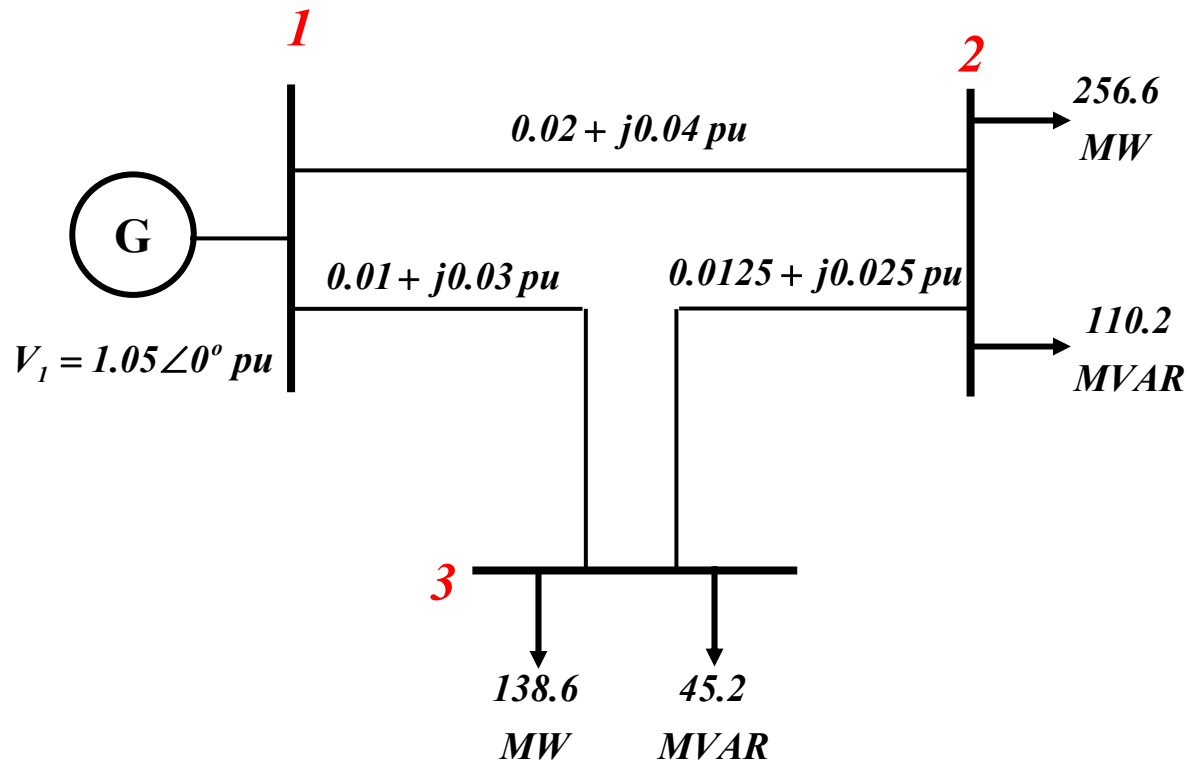 1
2
256.6
MW
0.02 + j0.04 pu
G
0.01 + j0.03 pu
0.0125 + j0.025 pu
V₁ = 1.05∠0° pu
110.2
MVAR
3
138.6
MW
45.2
MVAR